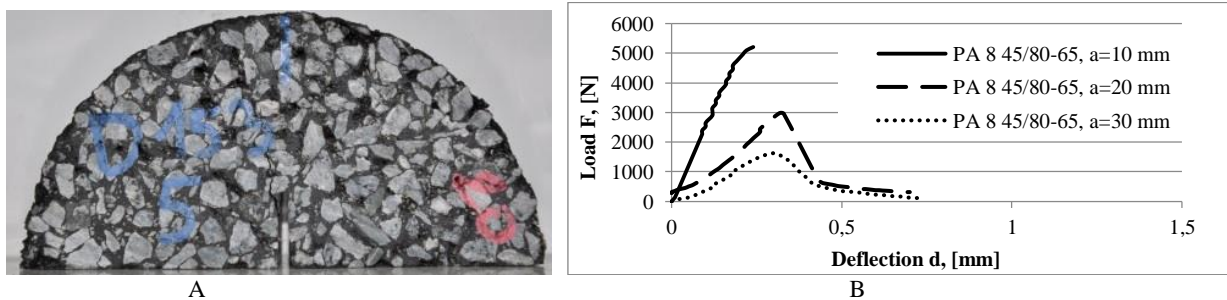 5
6000
5000
4000
3000
2000
1000
0
Load F, [N]
0 0,5 1 1,5
Deflection d, [mm]
PA 8 45/80-65, a=10 mm
PA 8 45/80-65, a=20 mm
PA 8 45/80-65, a=30 mm
A B